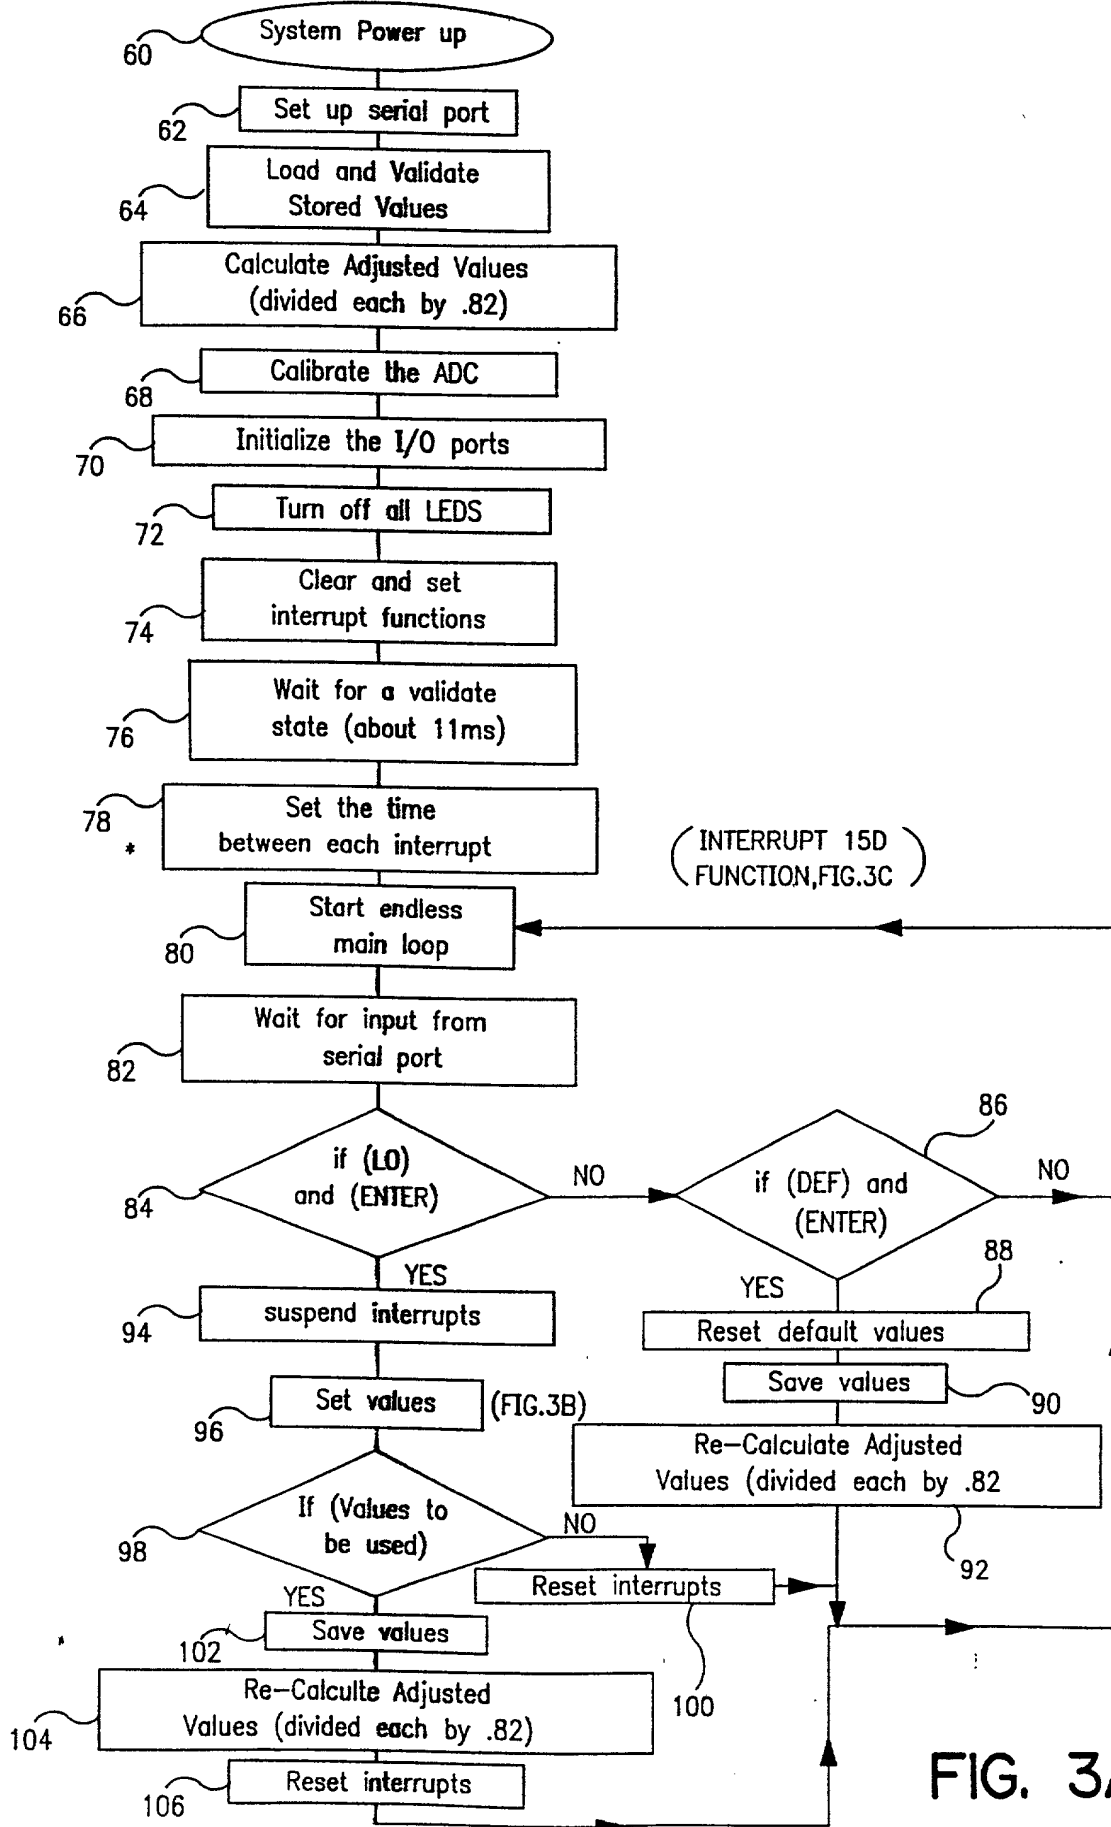 System Power up
60
Set up serial port
62
Load and Validate
Stored Values
64
Calculate Adjusted Values
(divided each by .82)
66
Calibrate the ADC
68
Initialize the I/O ports
70
Turn off all LEDS
72
Clear and set
interrupt functions
74
Wait for a validate
state (about 11ms)
76
Set the time
between each interrupt
78
*
(INTERRUPT 15D
FUNCTION,FIG.3C)
Start endless
main loop
80
Wait for input from
serial port
82
if (LO)
and (ENTER)
84
NO
86
if (DEF) and
(ENTER)
NO
YES
YES
88
suspend interrupts
94
Reset default values
Save values
90
Set values
(FIG.3B)
96
Re-Calculate Adjusted
Values (divided each by .82
92
If (Values to
be used)
98
NO
Reset interrupts
100
YES
Save values
102
Re-Calculte Adjusted
Values (divided each by .82)
104
Reset interrupts
106
FIG. 3A